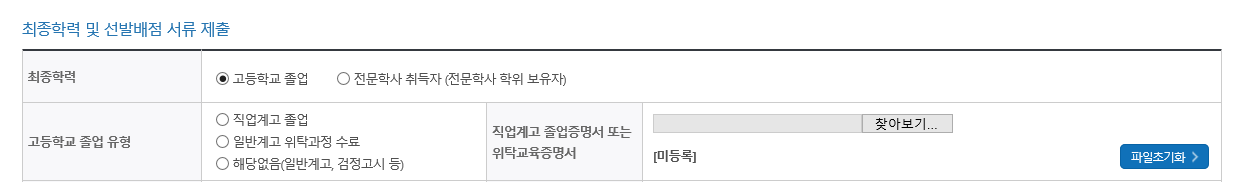 최종학력 및 선발배점 서류 제출
최종학력
고등학교 졸업 전문학사 취득자 (전문학사 학위 보유자)
고등학교 졸업 유형
직업계고 졸업
일반계고 위탁과정 수료
해당없음(일반계고, 검정고시 등)
직업계고 졸업증명서 또는
위탁교육증명서
찾아보기...
[미등록]
파일초기화